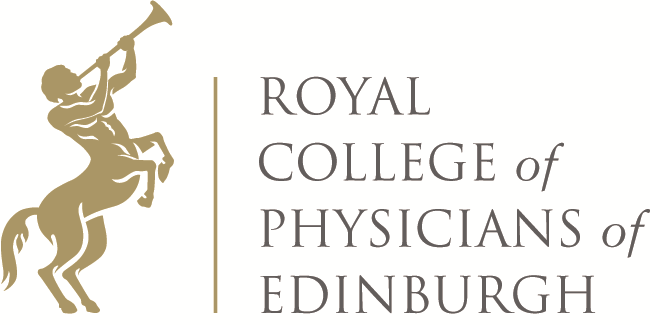 ROYAL
COLLEGE of
PHYSICIANS of
EDINBURGH